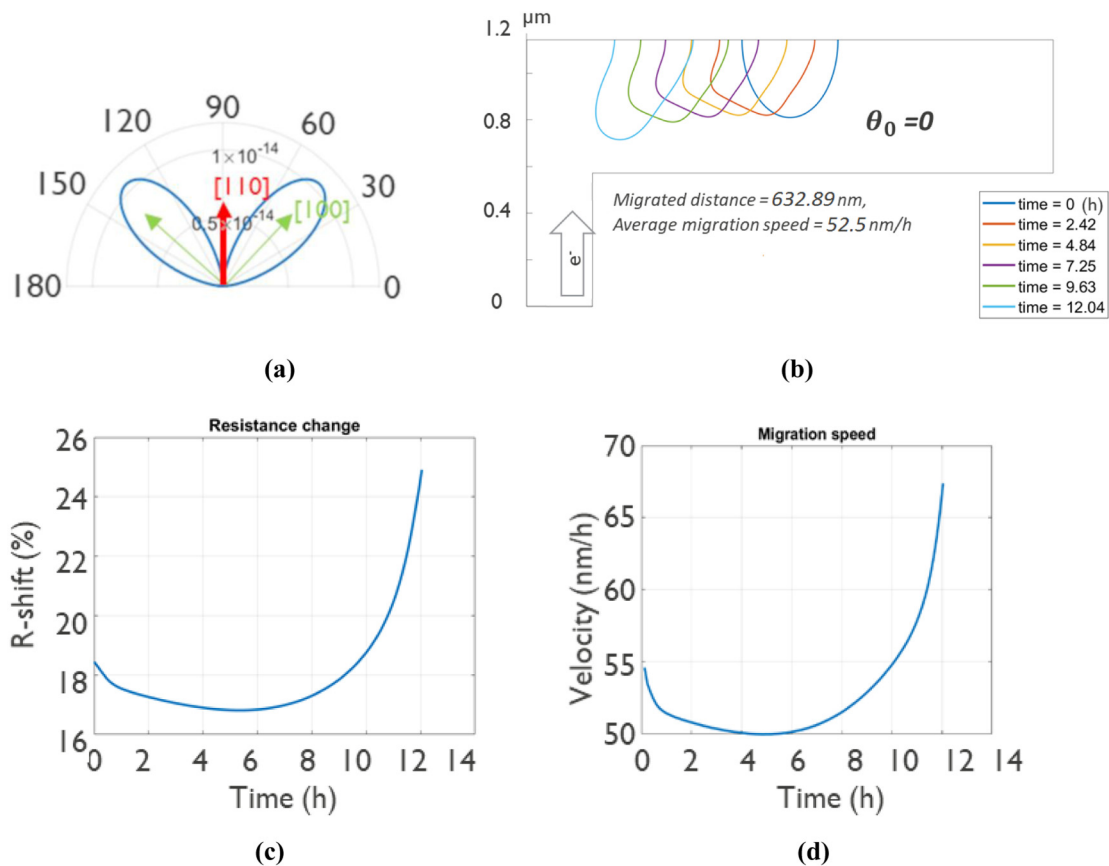 90
120
60
1×10⁻¹⁴
150
[110]
30
[100]
0.5×10⁻¹⁴
180
0
(a)
1.2 μm
0.8
θ₀ =0
0.4
Migrated distance = 632.89 nm,
Average migration speed = 52.5 nm/h
e⁻
0
time = 0 (h)
time = 2.42
time = 4.84
time = 7.25
time = 9.63
time = 12.04
(b)
Resistance change
26
24
22
20
18
16
R-shift (%)
0 2 4 6 8 10 12 14
Time (h)
(c)
Migration speed
70
65
60
55
50
Velocity (nm/h)
0 2 4 6 8 10 12 14
Time (h)
(d)